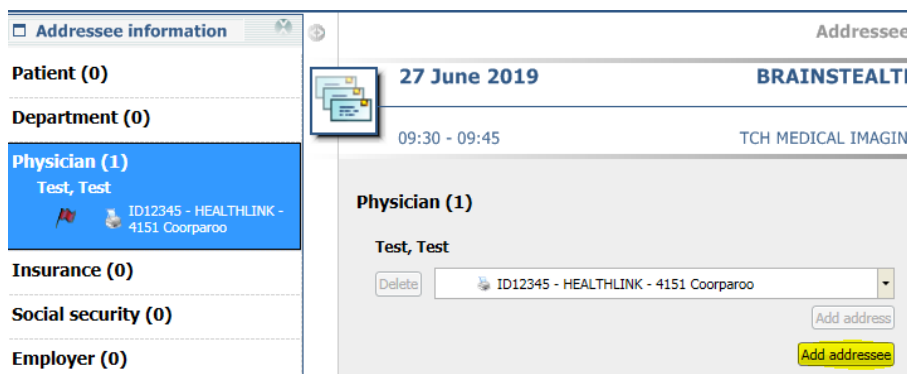 Addressee information
Patient (0)
Department (0)
Physician (1)
Test, Test
ID12345 - HEALTHLINK -
4151 Coorparoo
Insurance (0)
Social security (0)
Employer (0)
Addressee
27 June 2019
BRAINSTEALT
09:30 - 09:45
TCH MEDICAL IMAGIN
Physician (1)
Test, Test
Delete
ID12345 - HEALTHLINK - 4151 Coorparoo
Add address
Add addressee